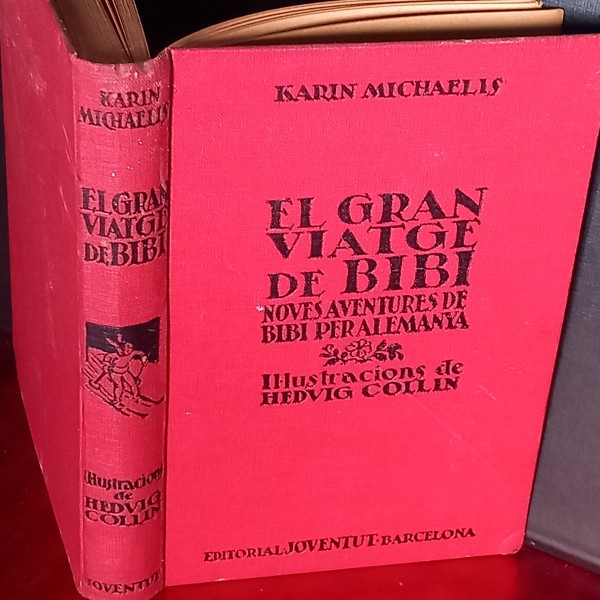 KARIN
MICHAELIS
EL GRAN
VIATGE
DE BIBI
Il·lustracions
de
HEDVIG
COLLIN
JOVENTUT
KARIN MICHAELIS
EL GRAN
VIATGE
DE BIBI
NOVES AVENTURES DE
BIBI PER ALEMANYA
Il·lustracions de
HEDVIG COLLIN
EDITORIAL·JOVENTUT·BARCELONA